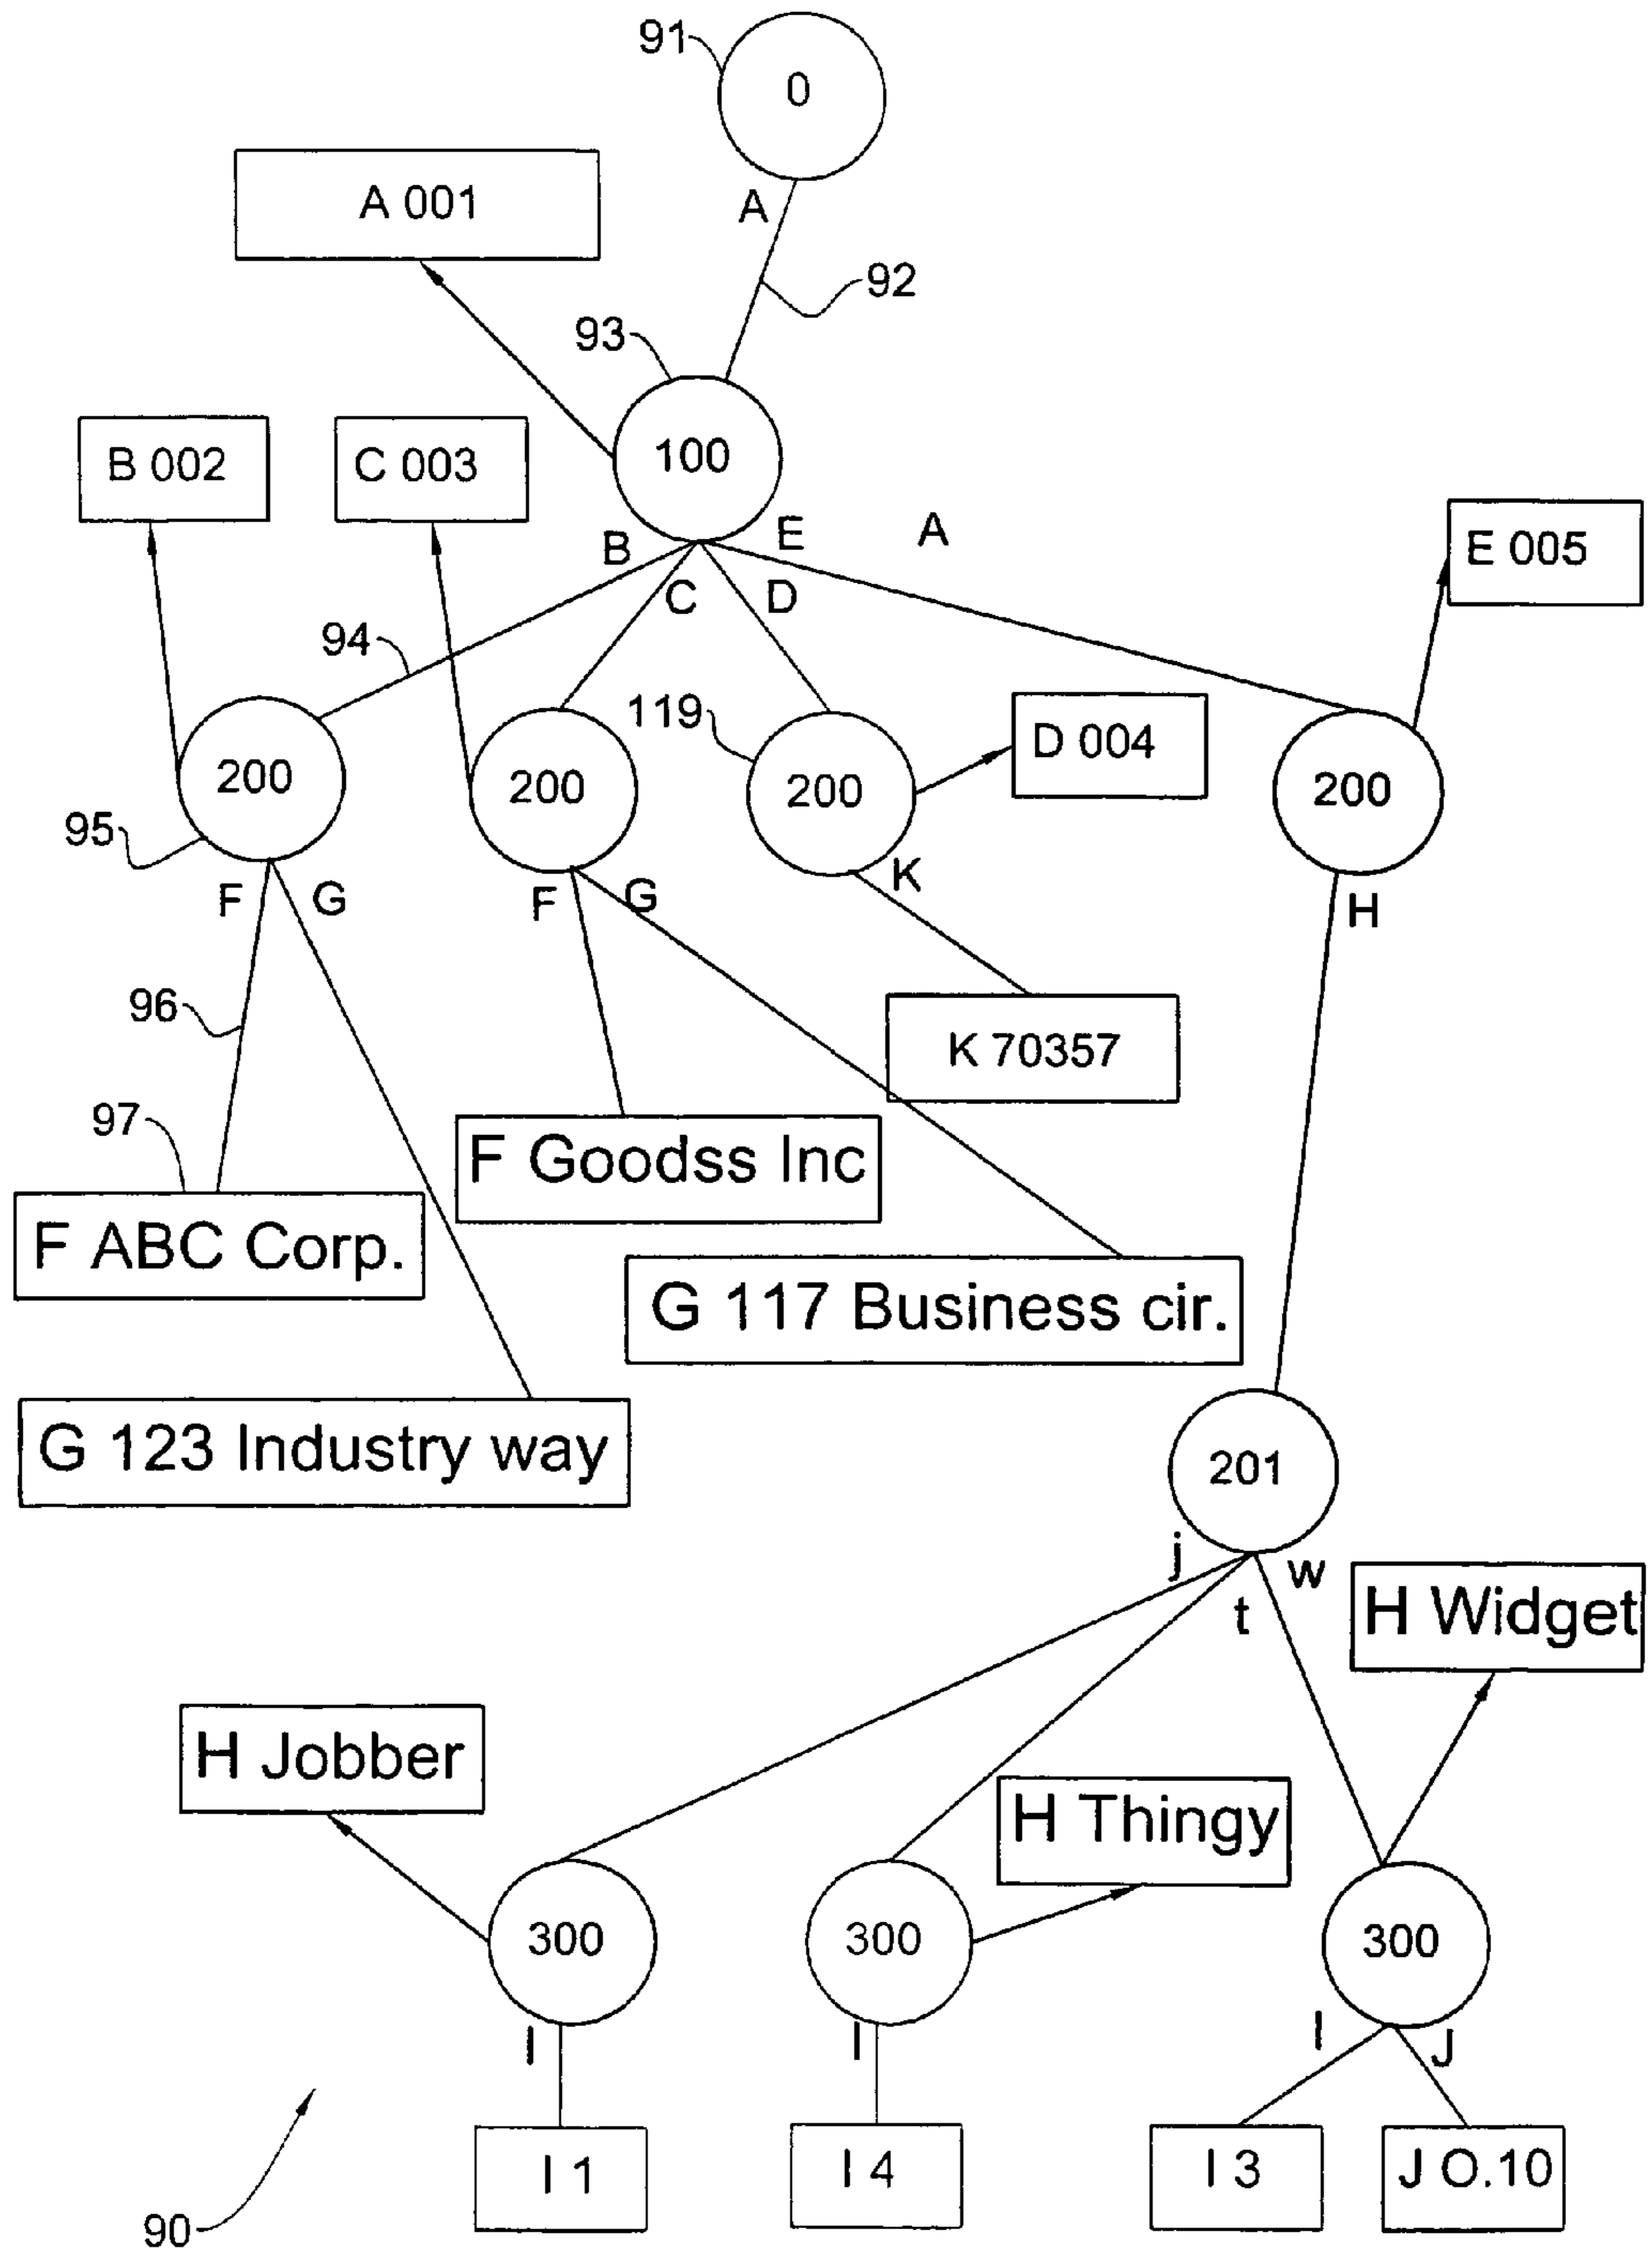 91
0
A 001
A
92
93
100
B 002
C 003
B
E
A
E 005
C
D
94
119
D 004
200
200
200
200
95
F
G
F
G
K
H
96
K 70357
97
F Goodss Inc
F ABC Corp.
G 117 Business cir.
G 123 Industry way
201
j
t
w
H Widget
H Jobber
H Thingy
300
300
300
I
I
I
J
I 1
I 4
I 3
J O.10
90